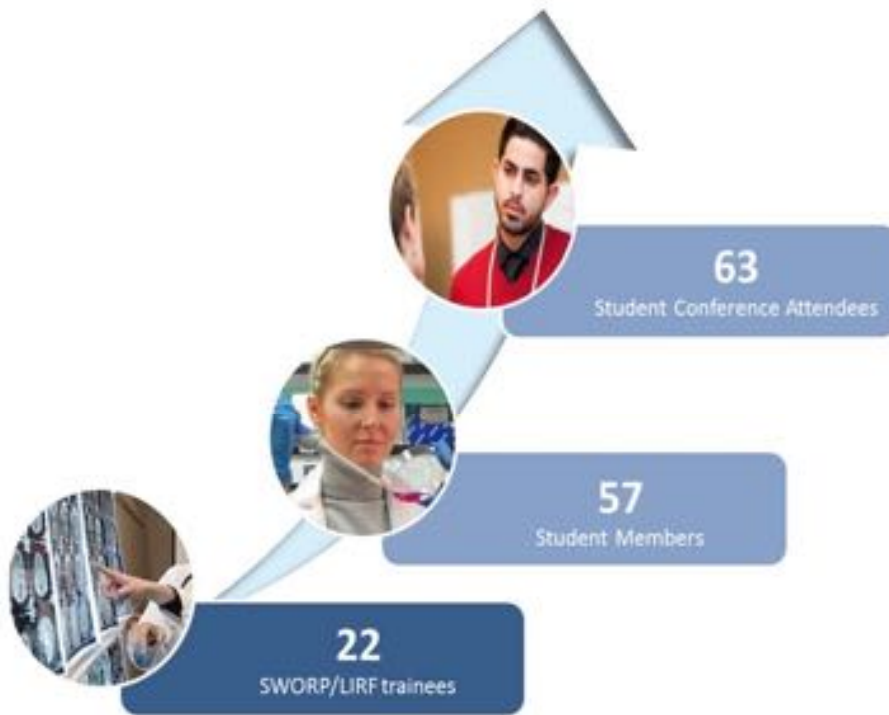 63
Student Conference Attendees
57
Student Members
22
SWORP/LIRF trainees